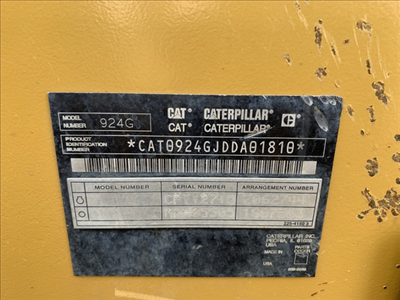 MODEL NUMBER 924G CAT CATERPILLAR C
CAT CATERPILLAR
PRODUCT IDENTIFICATION NUMBER *CAT0924GJDDA01810*
MODEL NUMBER SERIAL NUMBER ARRANGEMENT NUMBER
CATERPILLAR INC.
PEORIA, IL
MADE IN
USA